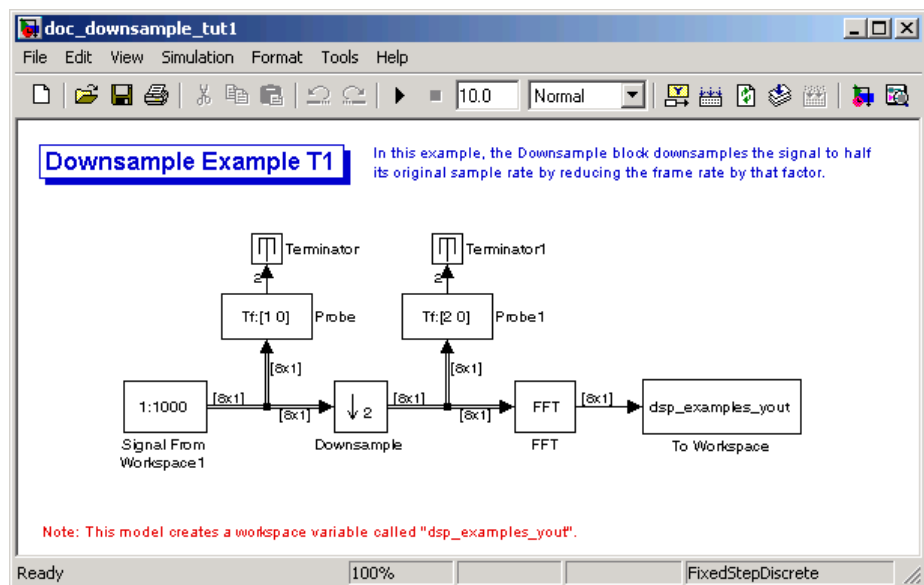 doc_downsample_tut1
File Edit View Simulation Format Tools Help
10.0 Normal
Downsample Example T1
In this example, the Downsample block downsamples the signal to half
its original sample rate by reducing the frame rate by that factor.
Terminator
Terminator1
2
2
Tf:[1 0]
Probe
Tf:[2 0]
Probe1
[8x1]
[8x1]
1:1000
[8x1]
[8x1]
↓ 2
[8x1]
[8x1]
FFT
[8x1]
dsp_examples_yout
Signal From
Workspace1
Downsample
FFT
To Workspace
Note: This model creates a workspace variable called "dsp_examples_yout".
Ready
100%
FixedStepDiscrete